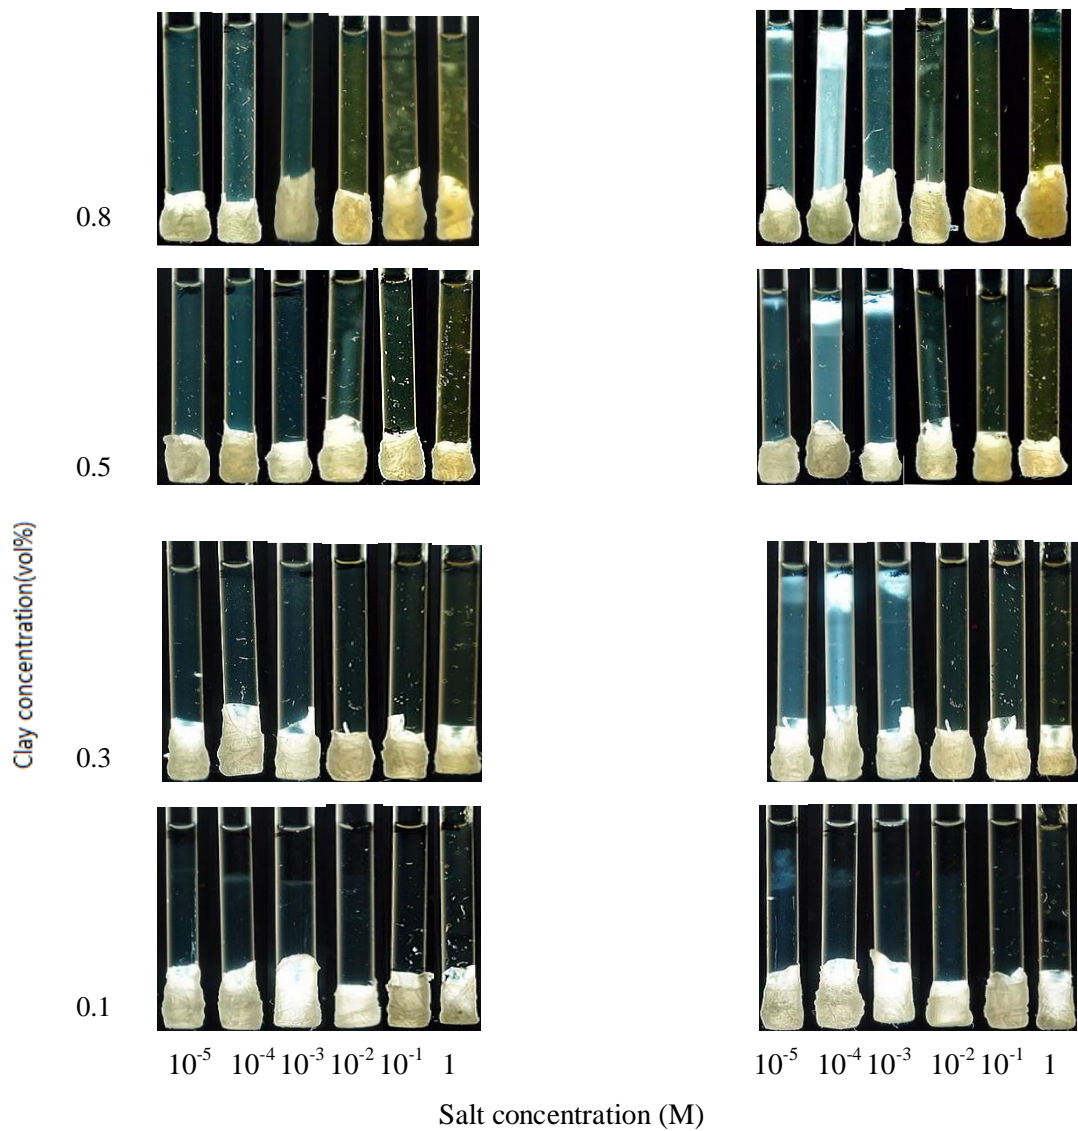 0.8
0.5
Clay concentration(vol%)
0.3
0.1
10⁻⁵ 10⁻⁴ 10⁻³ 10⁻² 10⁻¹ 1 10⁻⁵ 10⁻⁴ 10⁻³ 10⁻² 10⁻¹ 1
Salt concentration (M)